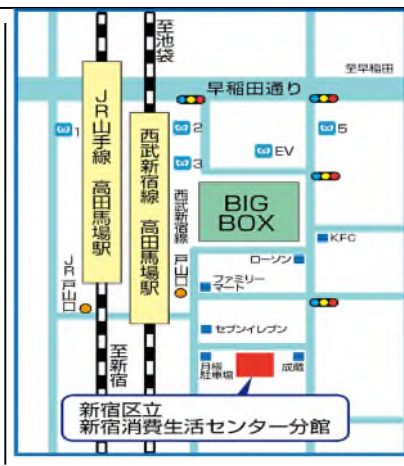 至池袋
至早稲田
早稲田通り
1
2
5
3
EV
JR山手線 高田馬場駅
西武新宿線 高田馬場駅
西武新宿線
戸山口
BIG
BOX
KFC
ローソン
JR戸山口
ファミリー
マート
セブンイレブン
至新宿
月極
駐車場
成蔵
新宿区立
新宿消費生活センター分館